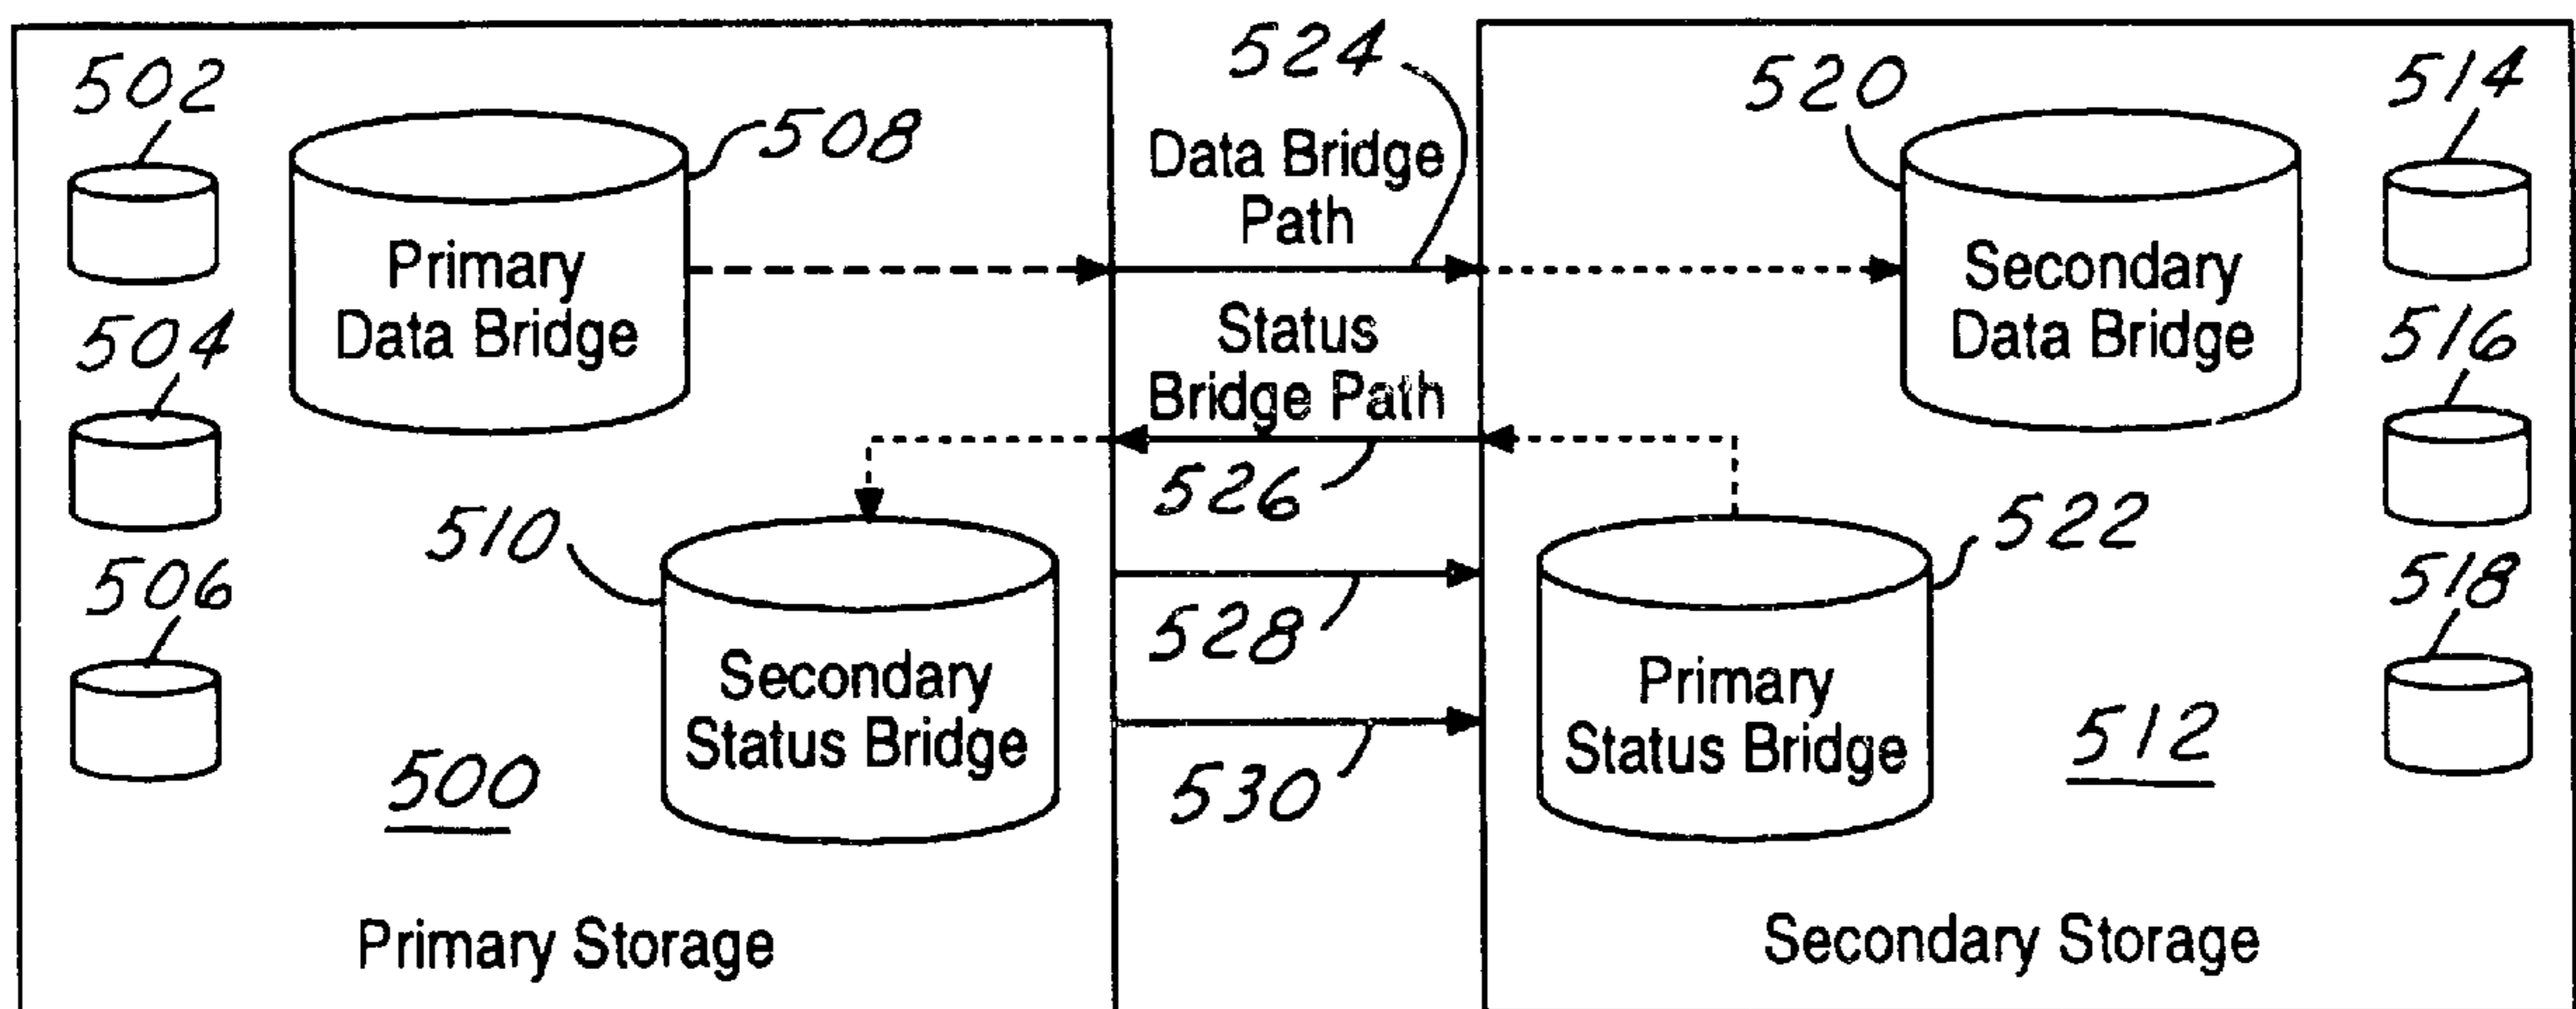 524
502
520
514
508
Data Bridge
Path
Primary
Data Bridge
Secondary
Data Bridge
504
Status
Bridge Path
516
526
510
522
506
528
518
Secondary
Status Bridge
Primary
Status Bridge
500
530
512
Primary Storage
Secondary Storage